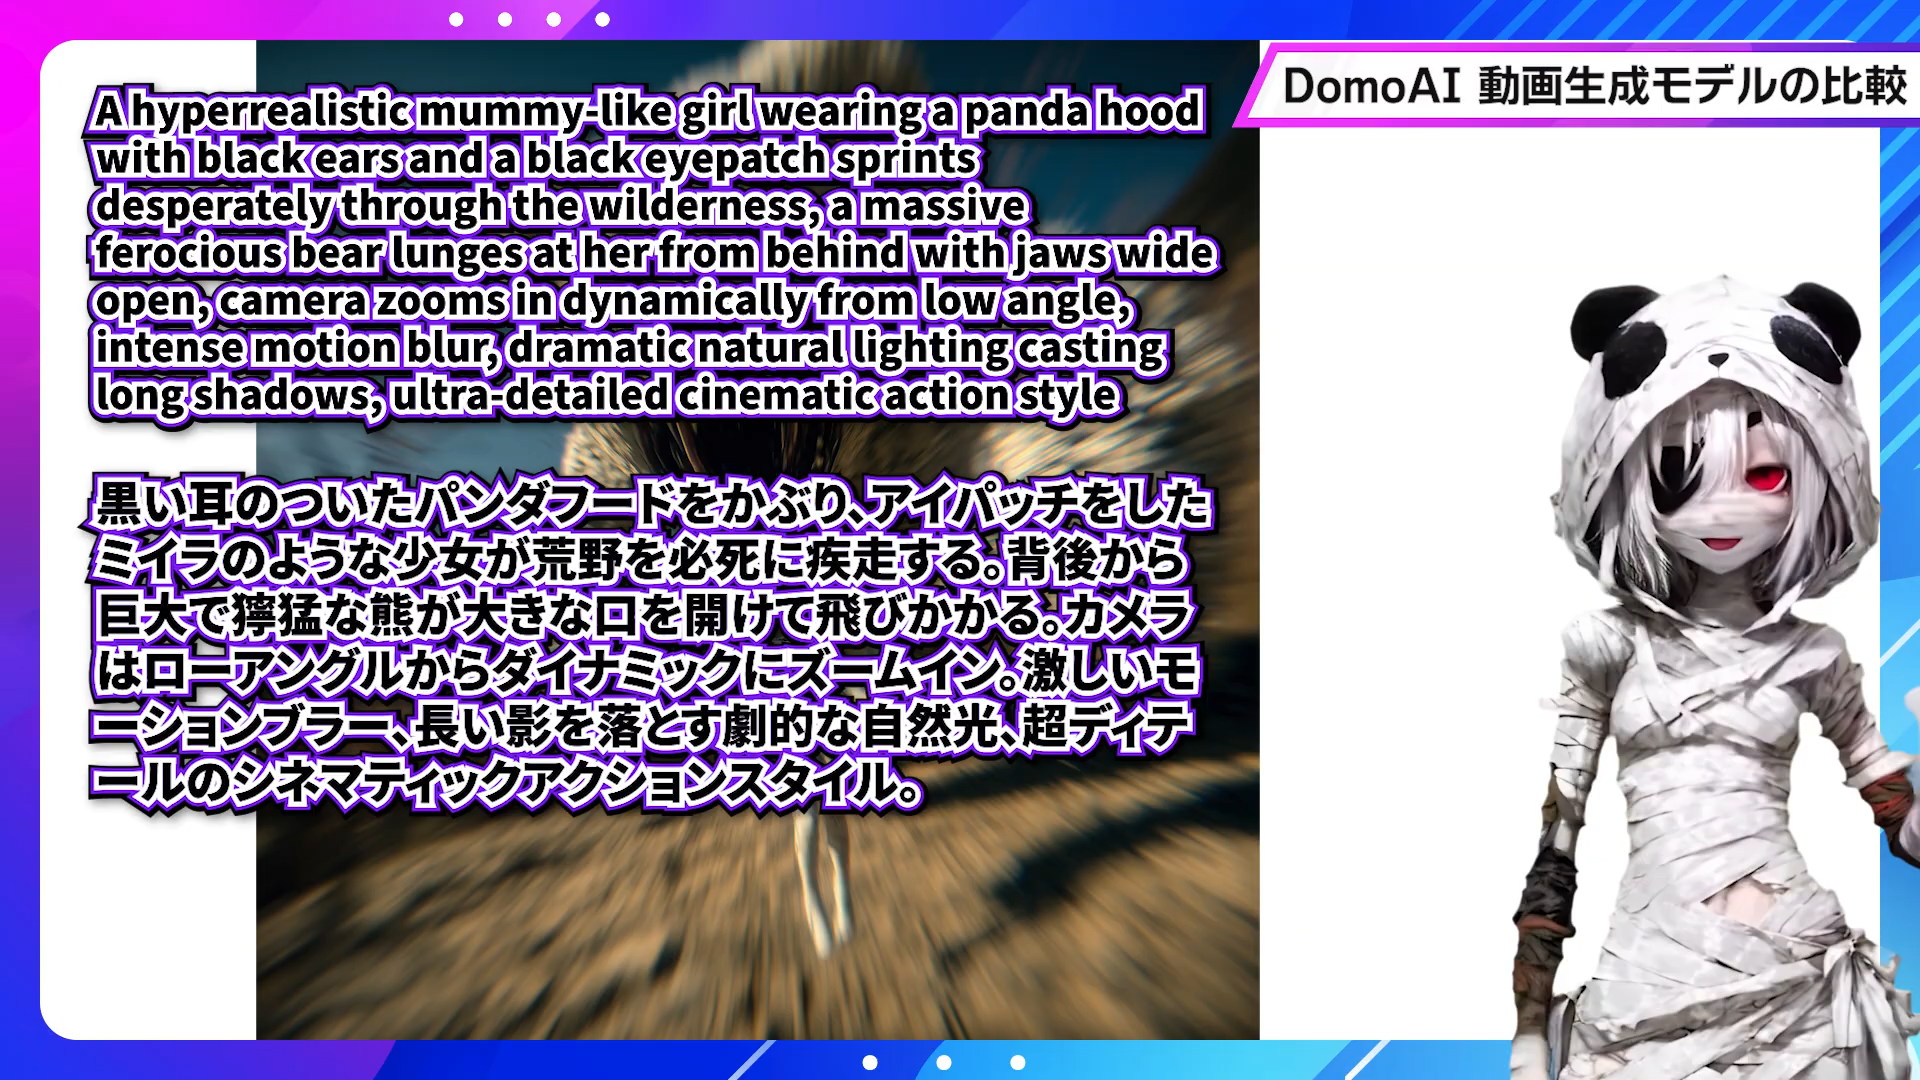 DomoAI 動画生成モデルの比較
A hyperrealistic mummy-like girl wearing a panda hood
with black ears and a black eyepatch sprints
desperately through the wilderness, a massive
ferocious bear lunges at her from behind with jaws wide
open, camera zooms in dynamically from low angle,
intense motion blur, dramatic natural lighting casting
long shadows, ultra-detailed cinematic action style
黒い耳のついたパンダフードをかぶり、アイパッチをした
ミイラのような少女が荒野を必死に疾走する。背後から
巨大で獰猛な熊が大きな口を開けて飛びかかる。カメラ
はローアングルからダイナミックにズームイン。激しいモ
ーションブラー、長い影を落とす劇的な自然光、超ディテ
ールのシネマティックアクションスタイル。